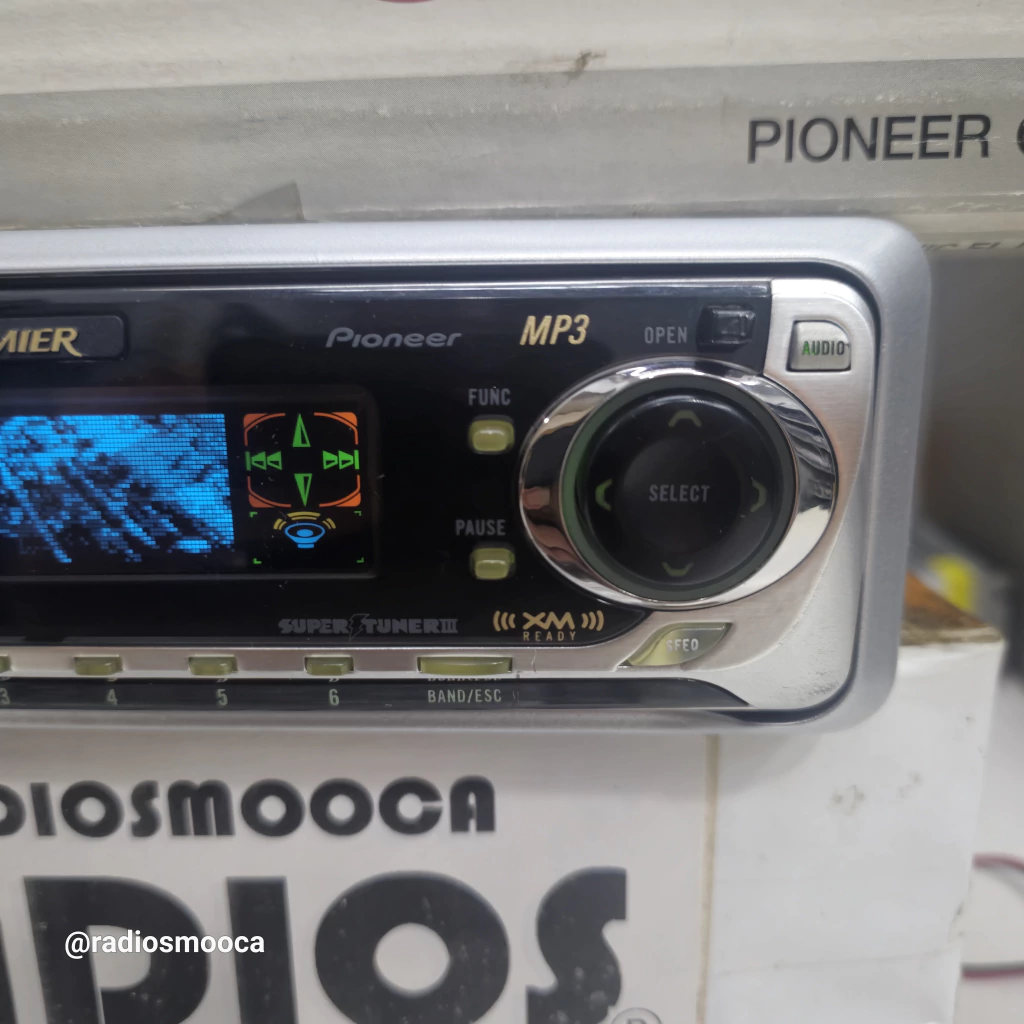 PIONEER
MIER
Pioneer
MP3
OPEN
AUDIO
FUNC
SELECT
PAUSE
SUPER TUNER III
XM
READY
SFEQ
4
5
6
BAND/ESC
DIOSMOOCA
DIOS
®
@radiosmooca